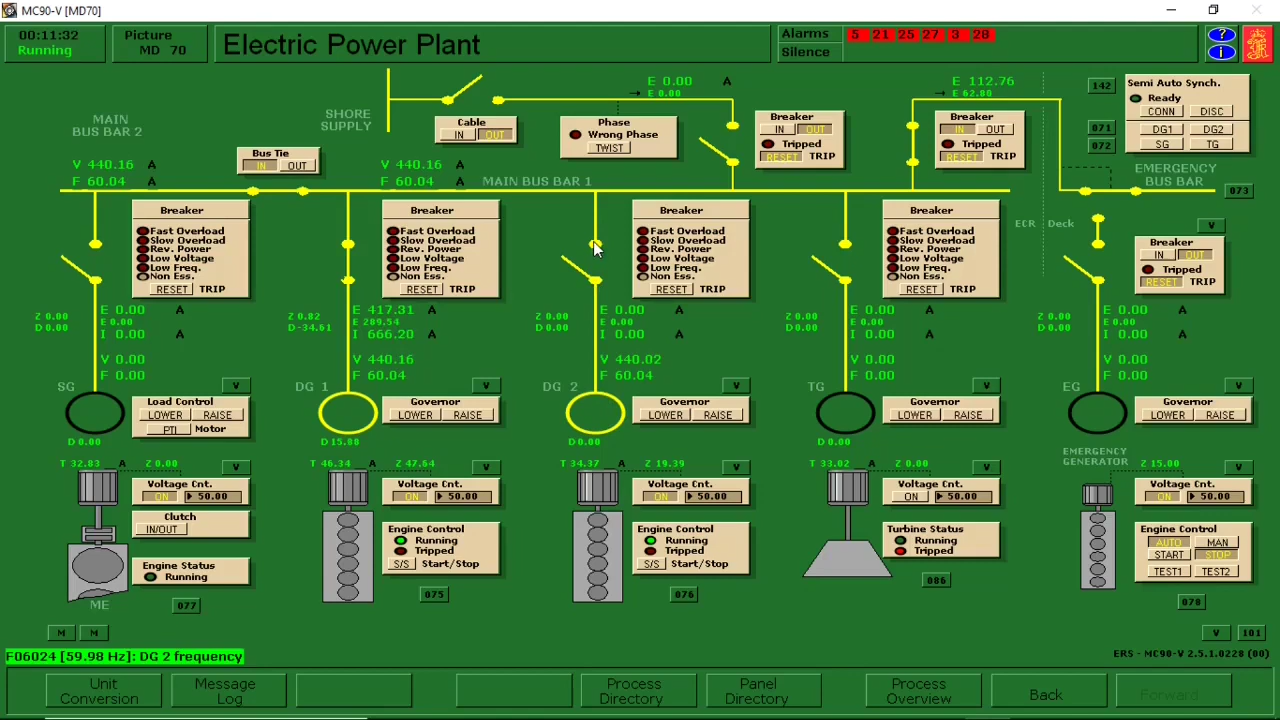 MC90-V [MD70]
00:11:32
Running
Picture
MD 70
Electric Power Plant
Alarms 5 21 25 27 3 28
Silence
?
i
MAIN
BUS BAR 2
SHORE
SUPPLY
Cable
IN OUT
Phase
Wrong Phase
TWIST
E 0.00 A
E 0.00
Breaker
IN OUT
Tripped
RESET TRIP
E 112.76
E 62.80
Breaker
IN OUT
Tripped
RESET TRIP
142
071
072
Semi Auto Synch.
Ready
CONN DISC
DG1 DG2
SG TG
EMERGENCY
BUS BAR
073
Bus Tie
IN OUT
V 440.16 A
F 60.04 A
V 440.16 A
F 60.04 A
MAIN BUS BAR 1
ECR Deck
Breaker
Fast Overload
Slow Overload
Rev. Power
Low Voltage
Low Freq.
Non Ess.
RESET TRIP
Breaker
Fast Overload
Slow Overload
Rev. Power
Low Voltage
Low Freq.
Non Ess.
RESET TRIP
Breaker
Fast Overload
Slow Overload
Rev. Power
Low Voltage
Low Freq.
Non Ess.
RESET TRIP
Breaker
Fast Overload
Slow Overload
Rev. Power
Low Voltage
Low Freq.
Non Ess.
RESET TRIP
V
Breaker
IN OUT
Tripped
RESET TRIP
Z 0.00
D 0.00
E 0.00 A
E 0.00
I 0.00 A
V 0.00
F 0.00
Z 0.82
D -34.61
E 417.31 A
E 289.54
I 666.20 A
V 440.16
F 60.04
Z 0.00
D 0.00
E 0.00 A
E 0.00
I 0.00 A
V 440.02
F 60.04
Z 0.00
D 0.00
E 0.00 A
E 0.00
I 0.00 A
V 0.00
F 0.00
Z 0.00
D 0.00
E 0.00 A
E 0.00
I 0.00 A
V 0.00
F 0.00
SG V
DG 1 V
DG 2 V
TG V
EG V
Load Control
LOWER RAISE
PTI Motor
Governor
LOWER RAISE
Governor
LOWER RAISE
Governor
LOWER RAISE
Governor
LOWER RAISE
D 0.00
D 15.88
D 0.00
D 0.00
EMERGENCY
GENERATOR
T 32.83 A Z 0.00 V
T 46.34 A Z 47.64 V
T 34.37 A Z 19.39 V
T 33.02 A Z 0.00 V
Z 15.00 V
Voltage Cnt.
ON 50.00
Voltage Cnt.
ON 50.00
Voltage Cnt.
ON 50.00
Voltage Cnt.
ON 50.00
Voltage Cnt.
ON 50.00
Clutch
IN/OUT
Engine Status
Running
Engine Control
Running
Tripped
S/S Start/Stop
Engine Control
Running
Tripped
S/S Start/Stop
Turbine Status
Running
Tripped
Engine Control
AUTO MAN
START STOP
TEST1 TEST2
ME
077
075
076
086
078
M M
V 101
F06024 [59.98 Hz]: DG 2 frequency
ERS - MC90-V 2.5.1.0228 (00)
Unit
Conversion
Message
Log
Process
Directory
Panel
Directory
Process
Overview
Back
Forward